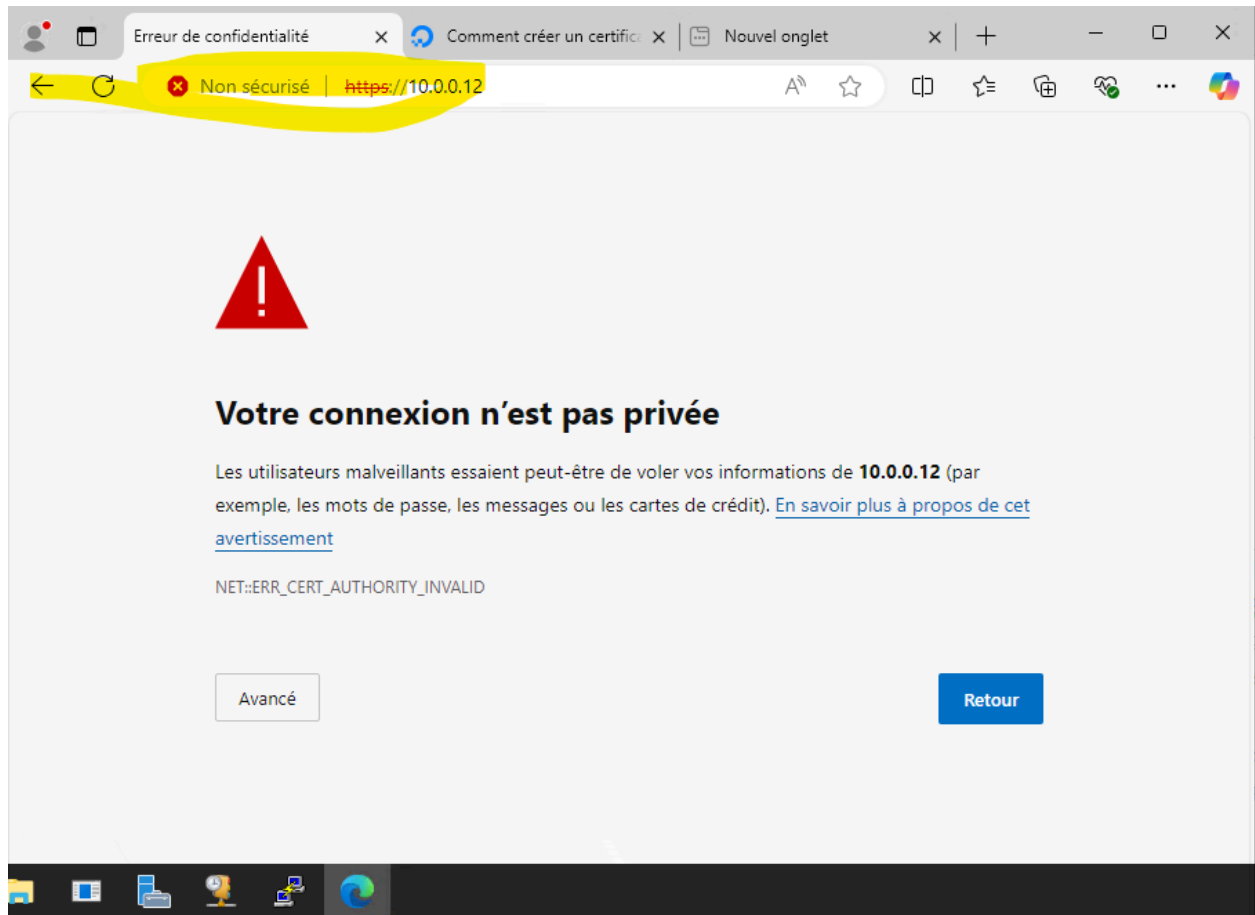 Erreur de confidentialité
Comment créer un certific
Nouvel onglet
Non sécurisé
https://10.0.0.12
Votre connexion n'est pas privée
Les utilisateurs malveillants essaient peut-être de voler vos informations de 10.0.0.12 (par
exemple, les mots de passe, les messages ou les cartes de crédit). En savoir plus à propos de cet
avertissement
NET::ERR_CERT_AUTHORITY_INVALID
Avancé
Retour